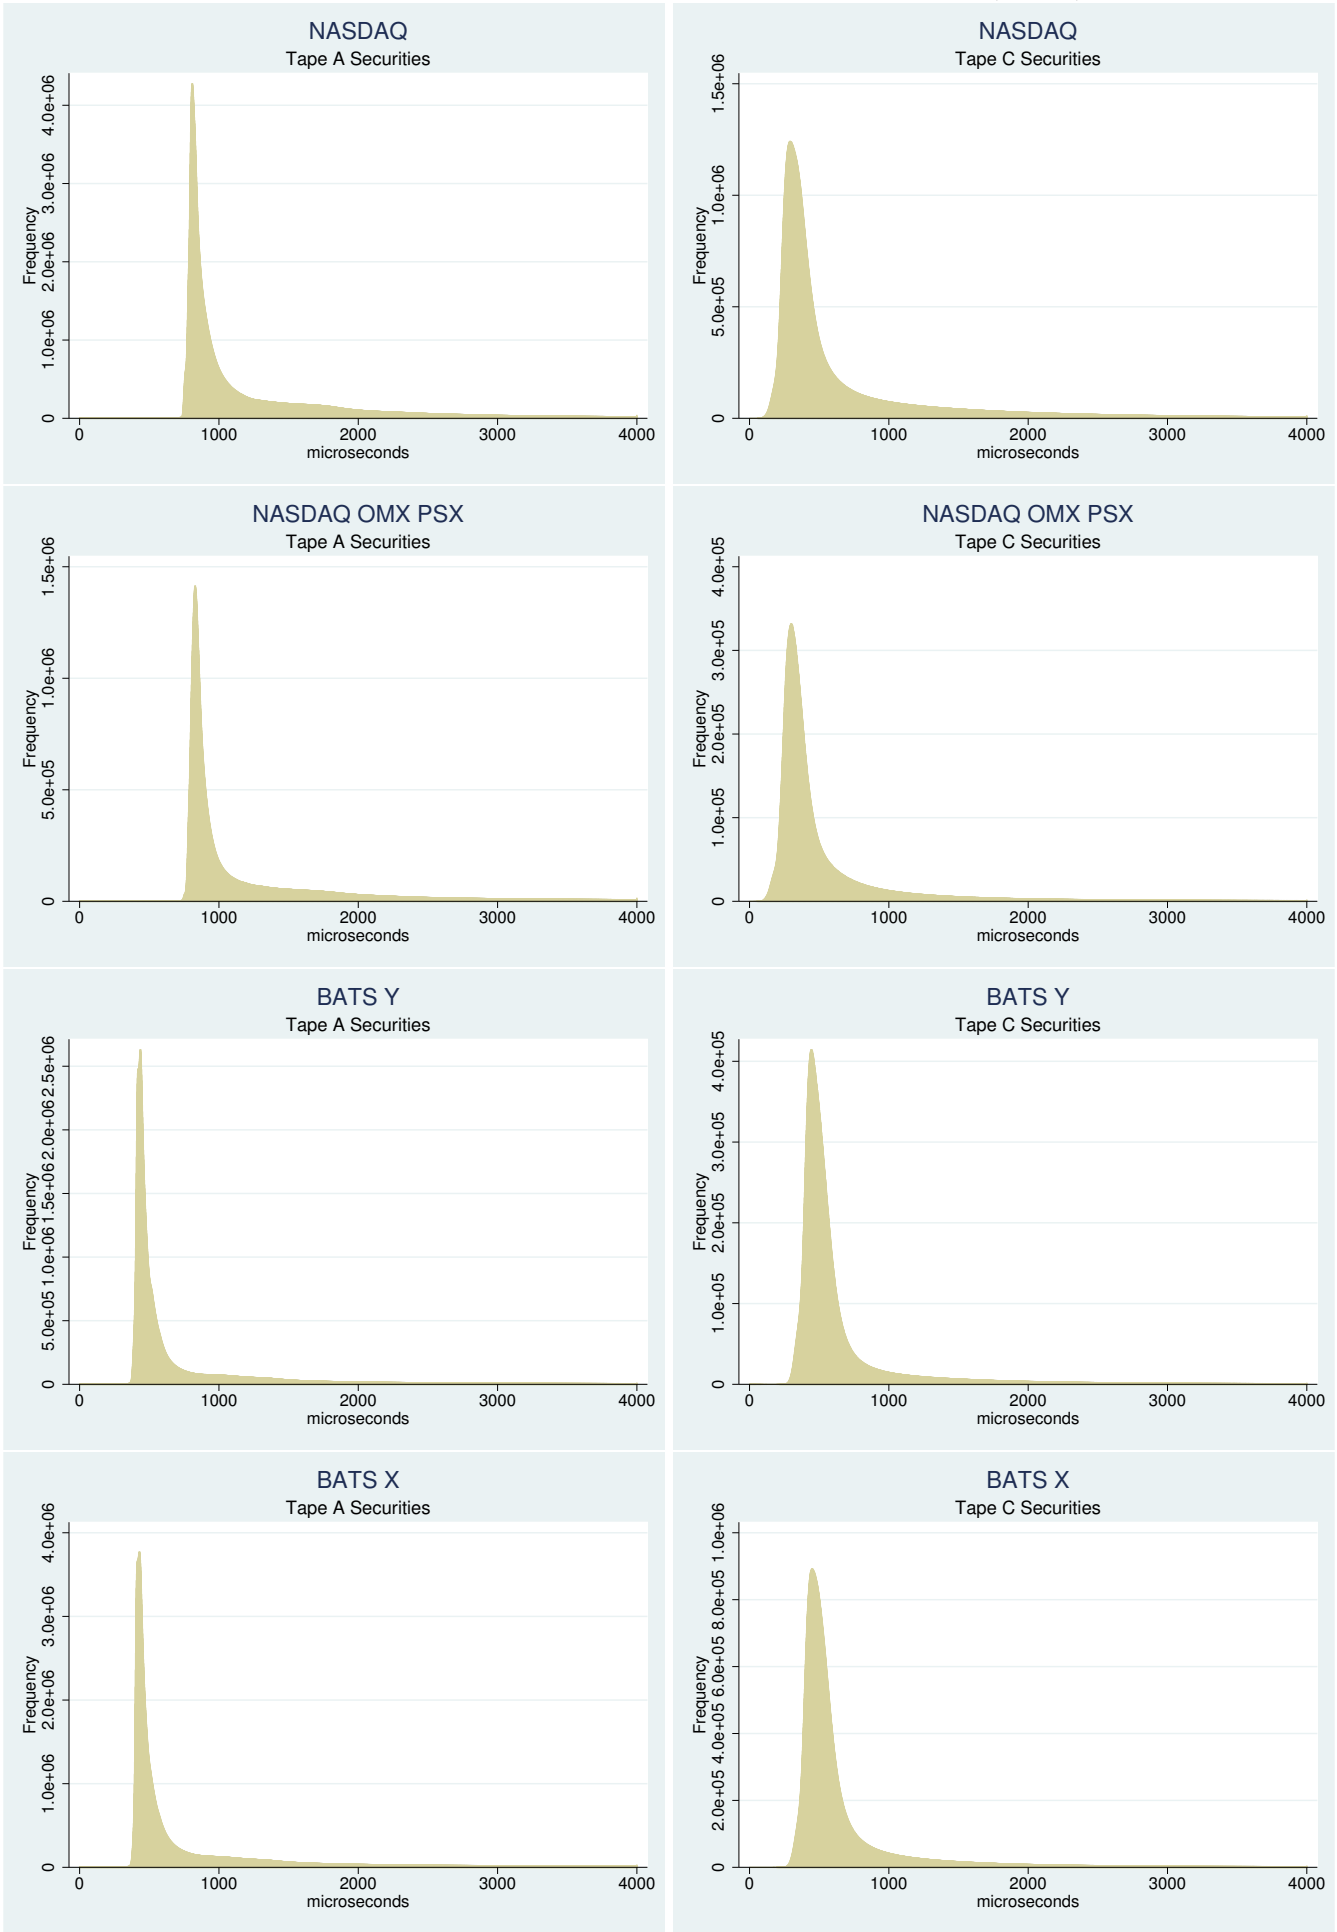 NASDAQ
Tape A Securities
Frequency
0 1.0e+06 2.0e+06 3.0e+06 4.0e+06
0 1000 2000 3000 4000
microseconds
NASDAQ
Tape C Securities
Frequency
0 5.0e+05 1.0e+06 1.5e+06
0 1000 2000 3000 4000
microseconds
NASDAQ OMX PSX
Tape A Securities
Frequency
0 5.0e+05 1.0e+06 1.5e+06
0 1000 2000 3000 4000
microseconds
NASDAQ OMX PSX
Tape C Securities
Frequency
0 1.0e+05 2.0e+05 3.0e+05 4.0e+05
0 1000 2000 3000 4000
microseconds
BATS Y
Tape A Securities
Frequency
0 5.0e+05 1.0e+06 1.5e+06 2.0e+06 2.5e+06
0 1000 2000 3000 4000
microseconds
BATS Y
Tape C Securities
Frequency
0 1.0e+05 2.0e+05 3.0e+05 4.0e+05
0 1000 2000 3000 4000
microseconds
BATS X
Tape A Securities
Frequency
0 1.0e+06 2.0e+06 3.0e+06 4.0e+06
0 1000 2000 3000 4000
microseconds
BATS X
Tape C Securities
Frequency
0 2.0e+05 4.0e+05 6.0e+05 8.0e+05 1.0e+06
0 1000 2000 3000 4000
microseconds